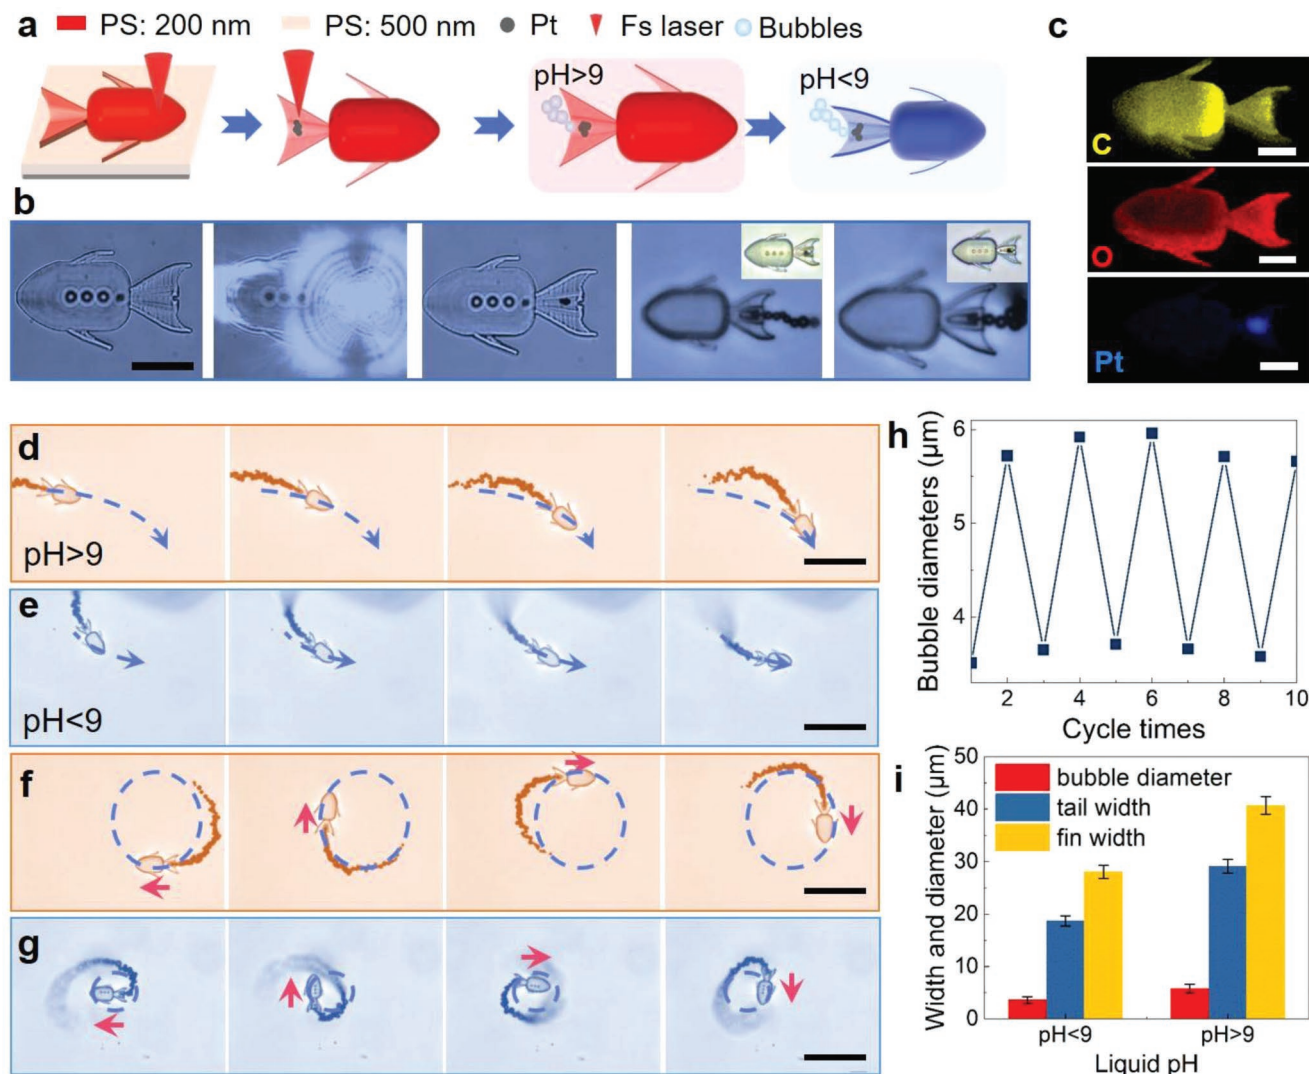 a PS: 200 nm PS: 500 nm Pt Fs laser Bubbles
pH>9 pH<9
b
c
C
O
Pt
d
pH>9
e
pH<9
f
g
h
Bubble diameters (μm)
6
5
4
2 4 6 8 10
Cycle times
i
Width and diameter (μm)
50
40
30
20
10
0
bubble diameter
tail width
fin width
pH<9 pH>9
Liquid pH